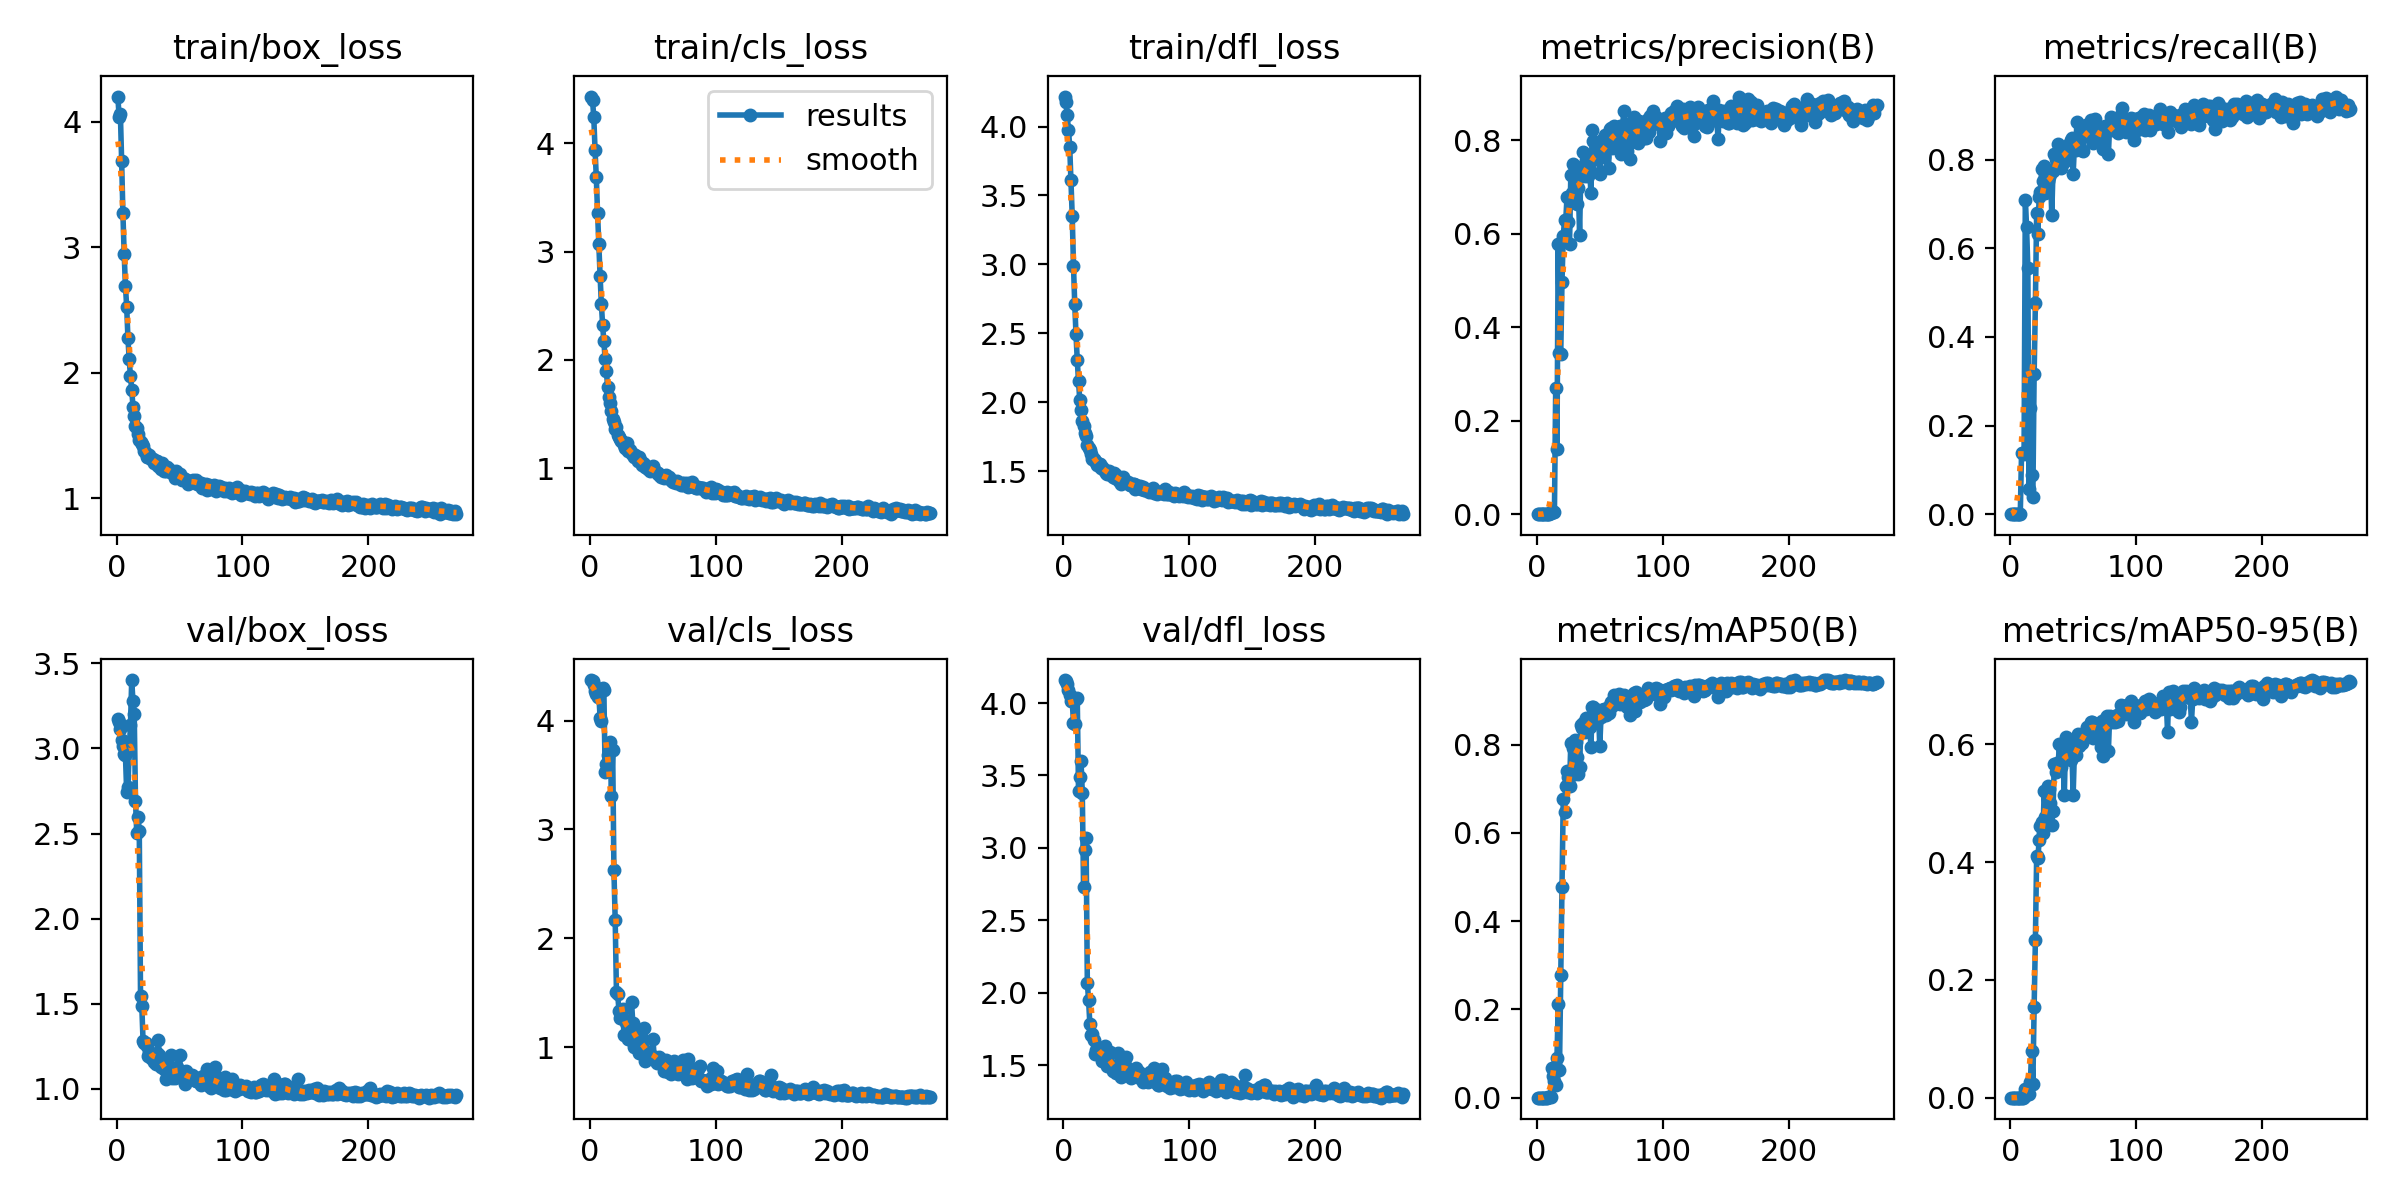 train/box_loss
4
3
2
1
0 100 200
train/cls_loss
results
smooth
4
3
2
1
0 100 200
train/dfl_loss
4.0
3.5
3.0
2.5
2.0
1.5
0 100 200
metrics/precision(B)
0.8
0.6
0.4
0.2
0.0
0 100 200
metrics/recall(B)
0.8
0.6
0.4
0.2
0.0
0 100 200
val/box_loss
3.5
3.0
2.5
2.0
1.5
1.0
0 100 200
val/cls_loss
4
3
2
1
0 100 200
val/dfl_loss
4.0
3.5
3.0
2.5
2.0
1.5
0 100 200
metrics/mAP50(B)
0.8
0.6
0.4
0.2
0.0
0 100 200
metrics/mAP50-95(B)
0.6
0.4
0.2
0.0
0 100 200